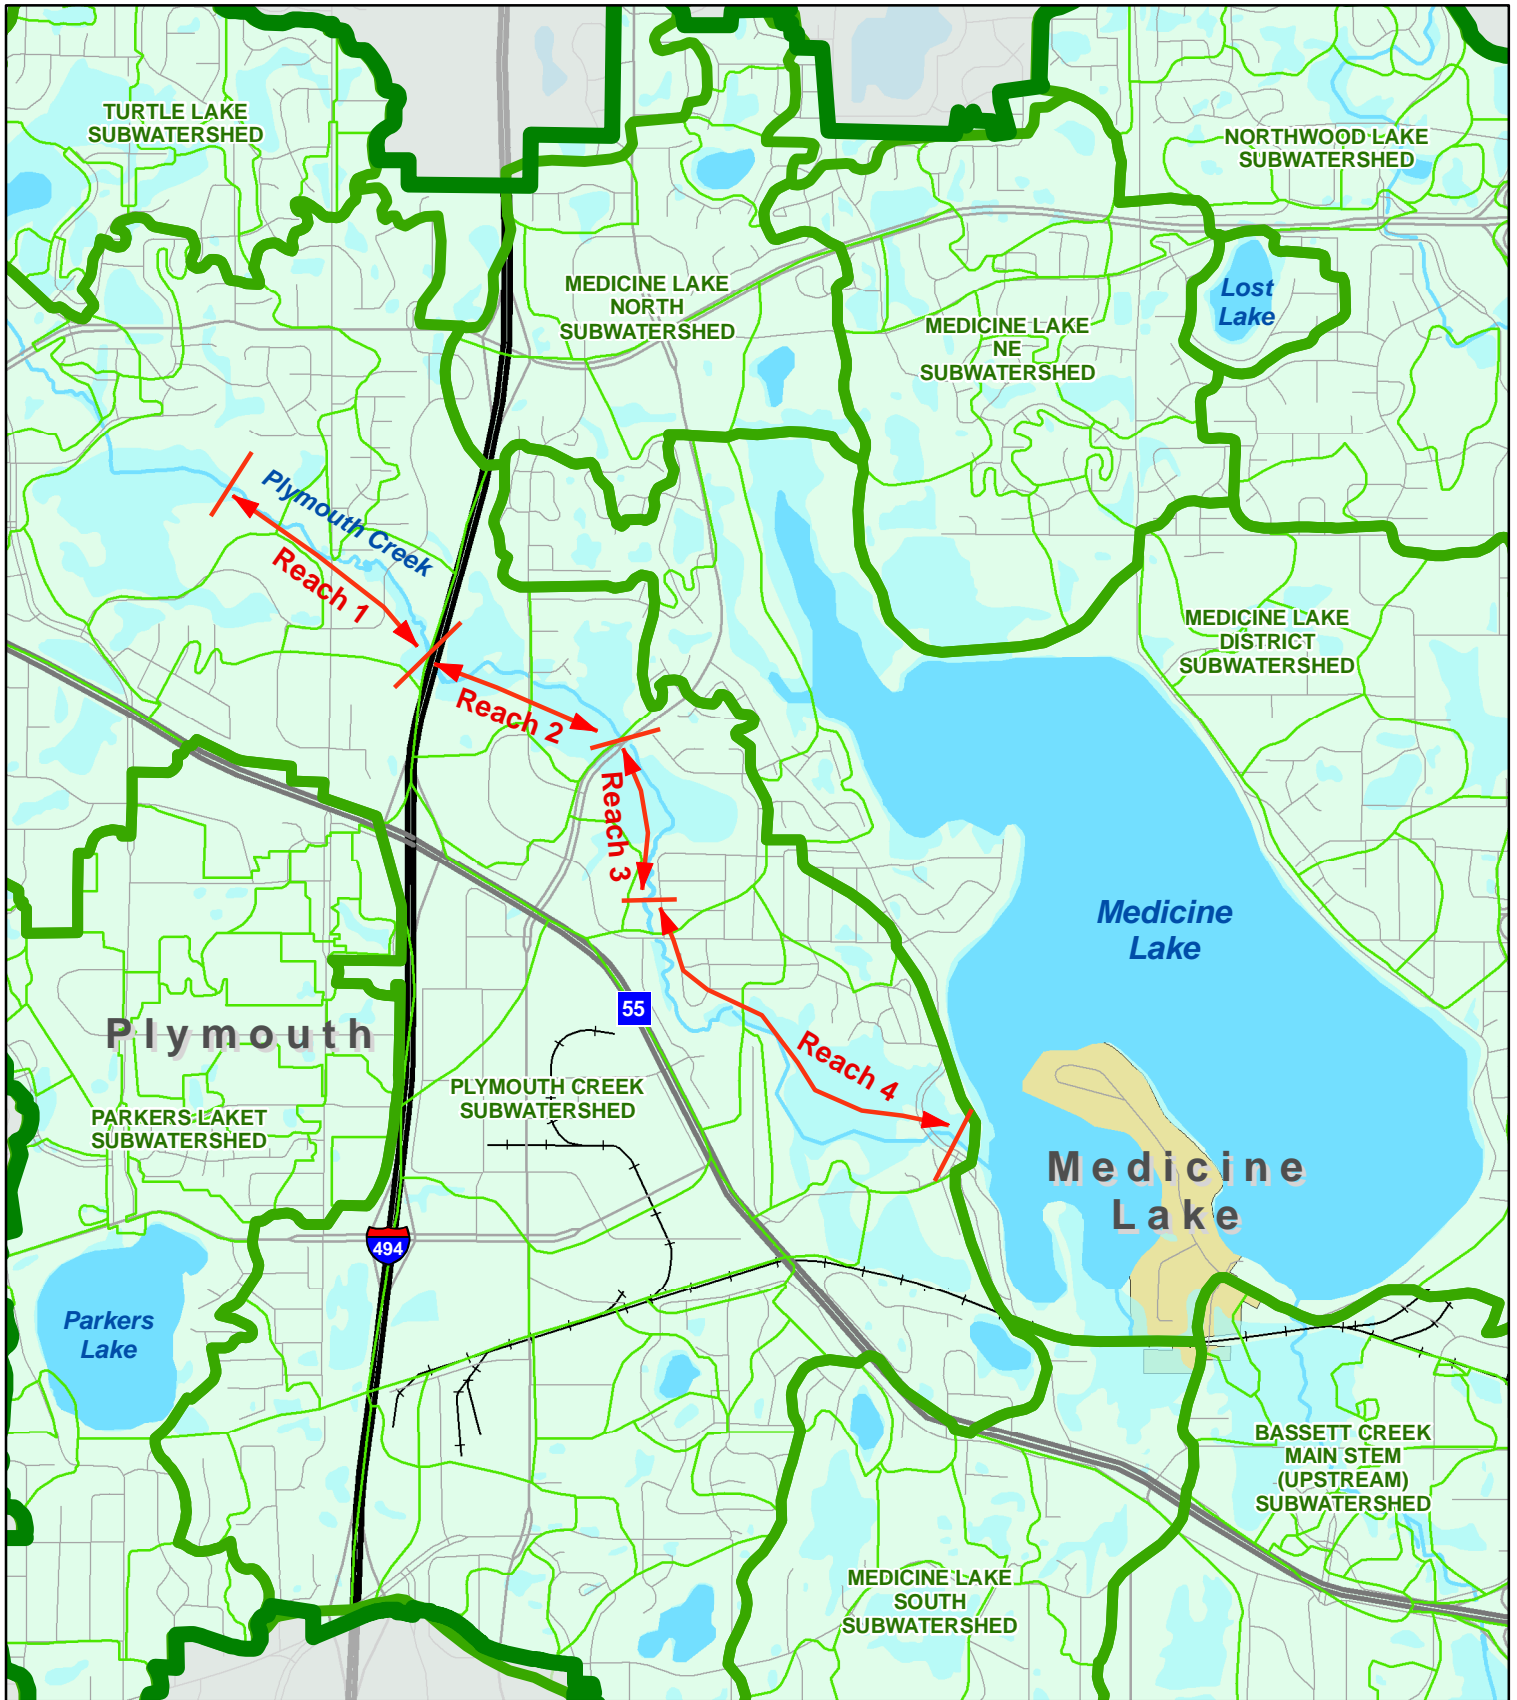 TURTLE LAKE
SUBWATERSHED
NORTHWOOD LAKE
SUBWATERSHED
MEDICINE LAKE
NORTH
SUBWATERSHED
Lost
Lake
MEDICINE LAKE
NE
SUBWATERSHED
Plymouth Creek
Reach 1
MEDICINE LAKE
DISTRICT
SUBWATERSHED
Reach 2
Reach 3
Medicine
Lake
55
Plymouth
Reach 4
PLYMOUTH CREEK
SUBWATERSHED
PARKERS LAKET
SUBWATERSHED
Medicine
Lake
494
Parkers
Lake
BASSETT CREEK
MAIN STEM
(UPSTREAM)
SUBWATERSHED
MEDICINE LAKE
SOUTH
SUBWATERSHED